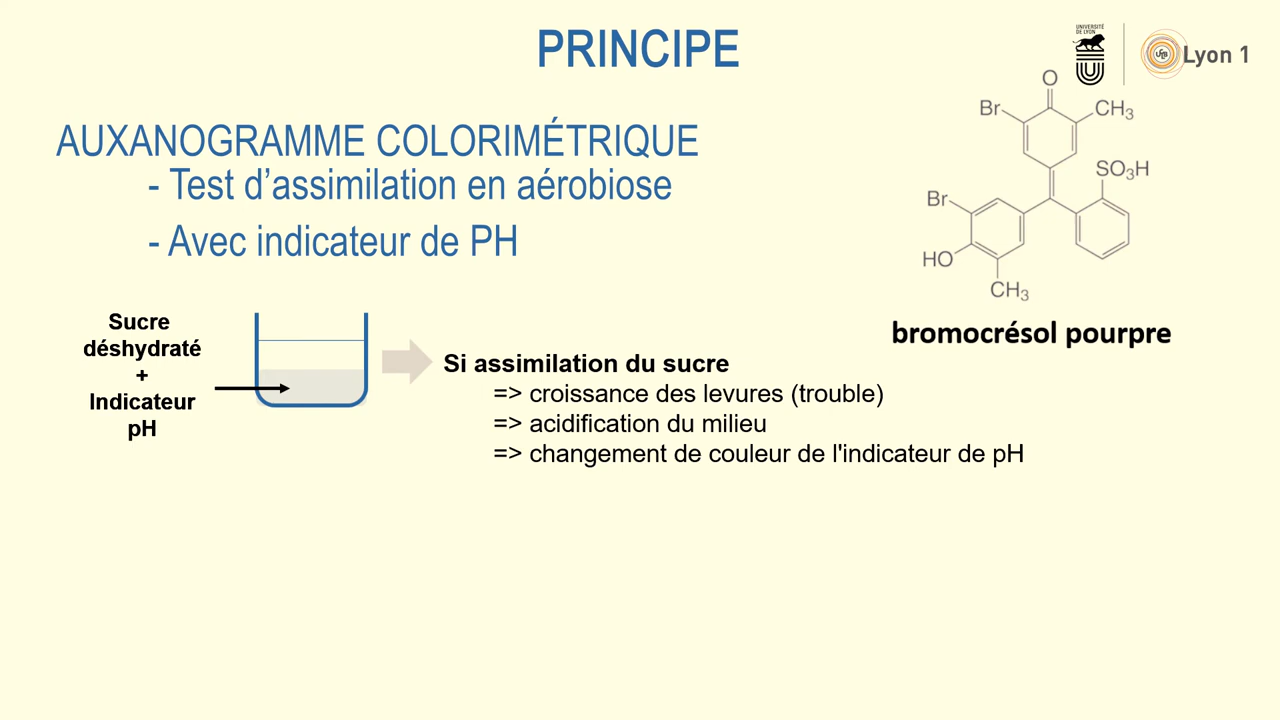 PRINCIPE
UNIVERSITÉ
DE LYON
UCB
Lyon 1
AUXANOGRAMME COLORIMÉTRIQUE
- Test d’assimilation en aérobiose
- Avec indicateur de PH
O
Br
CH3
SO3H
Br
HO
CH3
bromocrésol pourpre
Sucre
déshydraté
+
Indicateur
pH
Si assimilation du sucre
=> croissance des levures (trouble)
=> acidification du milieu
=> changement de couleur de l'indicateur de pH